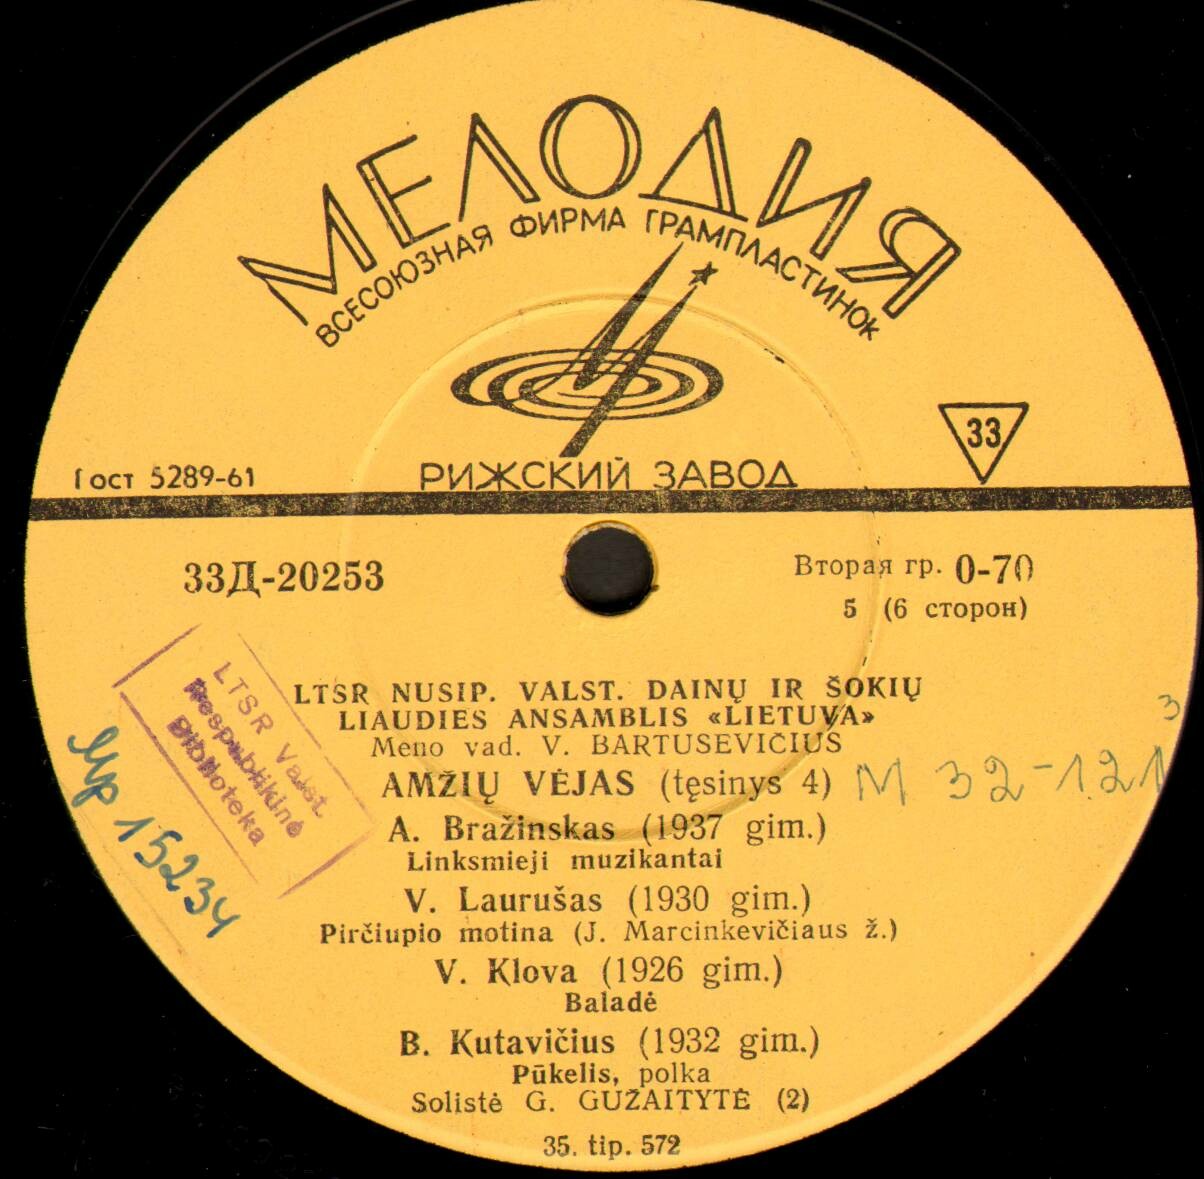 МЕЛОДИЯ
ВСЕСОЮЗНАЯ ФИРМА ГРАМПЛАСТИНОК
33
Гост 5289-61
РИЖСКИЙ ЗАВОД
33Д-20253
Вторая гр. 0-70
5 (6 сторон)
LTSR Valst.
Respublikinė
Biblioteka
LTSR NUSIP. VALST. DAINŲ IR ŠOKIŲ
LIAUDIES ANSAMBLIS «LIETUVA»
Meno vad. V. BARTUSEVIČIUS
AMŽIŲ VĖJAS (tęsinys 4)
3
M 32-121
15234
A. Bražinskas (1937 gim.)
Linksmieji muzikantai
V. Laurušas (1930 gim.)
Pirčiupio motina (J. Marcinkevičiaus ž.)
V. Klova (1926 gim.)
Baladė
B. Kutavičius (1932 gim.)
Pūkelis, polka
Solistė G. GUŽAITYTĖ (2)
35. tip. 572